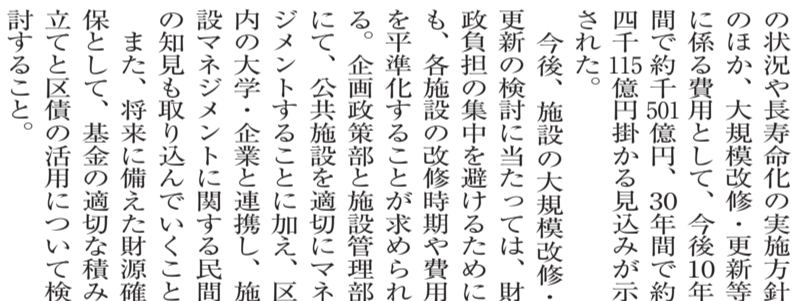 の状況や長寿命化の実施方針
のほか、大規模改修・更新等
に係る費用として、今後10年
間で約千501億円、30年間で約
四千115億円掛かる見込みが示
された。
今後、施設の大規模改修・
更新の検討に当たっては、財
政負担の集中を避けるために
も、各施設の改修時期や費用
を平準化することが求められ
る。企画政策部と施設管理部
にて、公共施設を適切にマネ
ジメントすることに加え、区
内の大学・企業と連携し、施
設マネジメントに関する民間
の知見も取り込んでいくこと
また、将来に備えた財源確
保として、基金の適切な積み
立てと区債の活用について検
討すること。